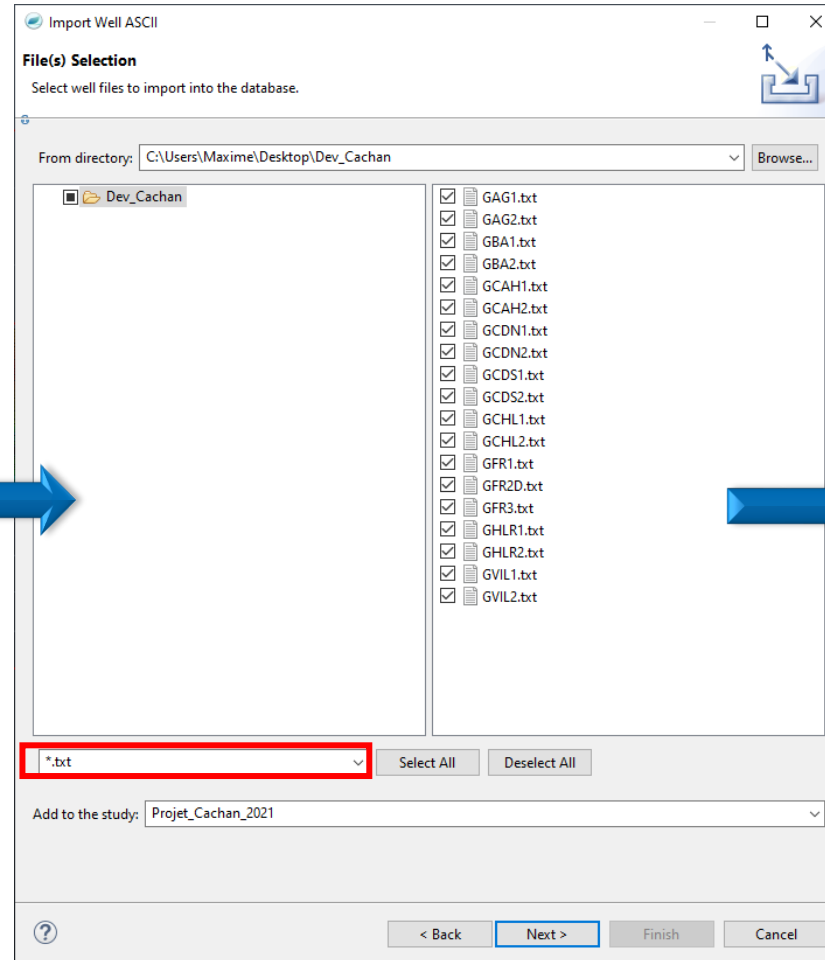 Import Well ASCII
File(s) Selection
Select well files to import into the database.
From directory: C:\Users\Maxime\Desktop\Dev_Cachan Browse...
Dev_Cachan
GAG1.txt
GAG2.txt
GBA1.txt
GBA2.txt
GCAH1.txt
GCAH2.txt
GCDN1.txt
GCDN2.txt
GCDS1.txt
GCDS2.txt
GCHL1.txt
GCHL2.txt
GFR1.txt
GFR2D.txt
GFR3.txt
GHLR1.txt
GHLR2.txt
GVIL1.txt
GVIL2.txt
*.txt Select All Deselect All
Add to the study: Projet_Cachan_2021
? < Back Next > Finish Cancel